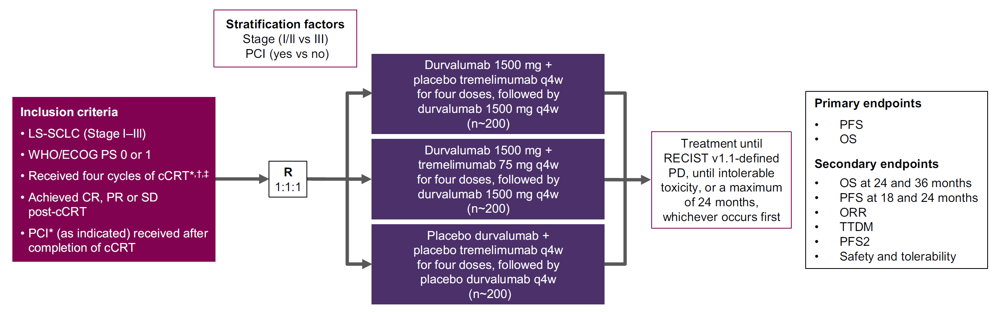 Stratification factors
Stage (I/II vs III)
PCI (yes vs no)
Inclusion criteria
• LS-SCLC (Stage I–III)
• WHO/ECOG PS 0 or 1
• Received four cycles of cCRT*,†,‡
• Achieved CR, PR or SD
post-cCRT
• PCI* (as indicated) received after
completion of cCRT
R
1:1:1
Durvalumab 1500 mg +
placebo tremelimumab q4w
for four doses, followed by
durvalumab 1500 mg q4w
(n~200)
Durvalumab 1500 mg +
tremelimumab 75 mg q4w
for four doses, followed by
durvalumab 1500 mg q4w
(n~200)
Placebo durvalumab +
placebo tremelimumab q4w
for four doses, followed by
placebo durvalumab q4w
(n~200)
Treatment until
RECIST v1.1-defined
PD, until intolerable
toxicity, or a maximum
of 24 months,
whichever occurs first
Primary endpoints
• PFS
• OS
Secondary endpoints
• OS at 24 and 36 months
• PFS at 18 and 24 months
• ORR
• TTDM
• PFS2
• Safety and tolerability